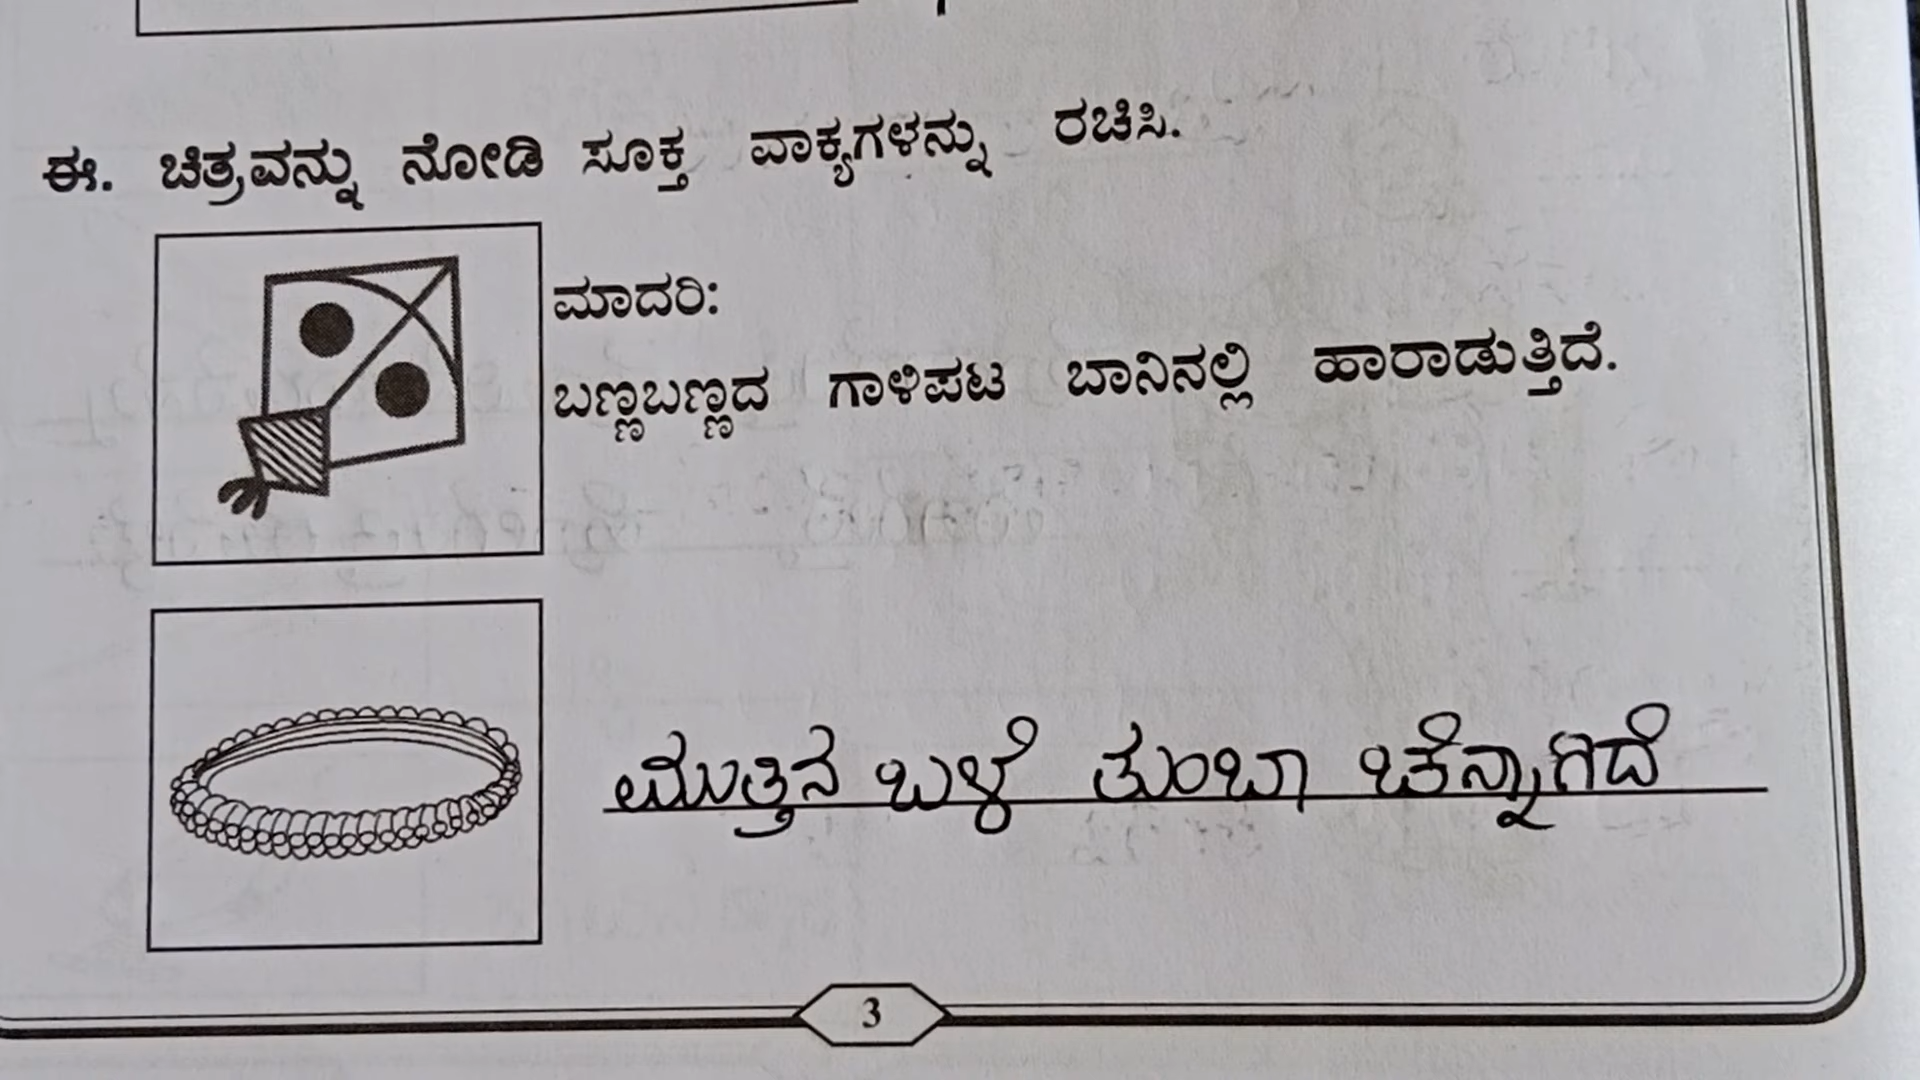 ಈ. ಚಿತ್ರವನ್ನು ನೋಡಿ ಸೂಕ್ತ ವಾಕ್ಯಗಳನ್ನು ರಚಿಸಿ.
ಮಾದರಿ:
ಬಣ್ಣಬಣ್ಣದ ಗಾಳಿಪಟ ಬಾನಿನಲ್ಲಿ ಹಾರಾಡುತ್ತಿದೆ.
ಮುತ್ತಿನ ಬಳೆ ತುಂಬಾ ಚೆನ್ನಾಗಿದೆ
3